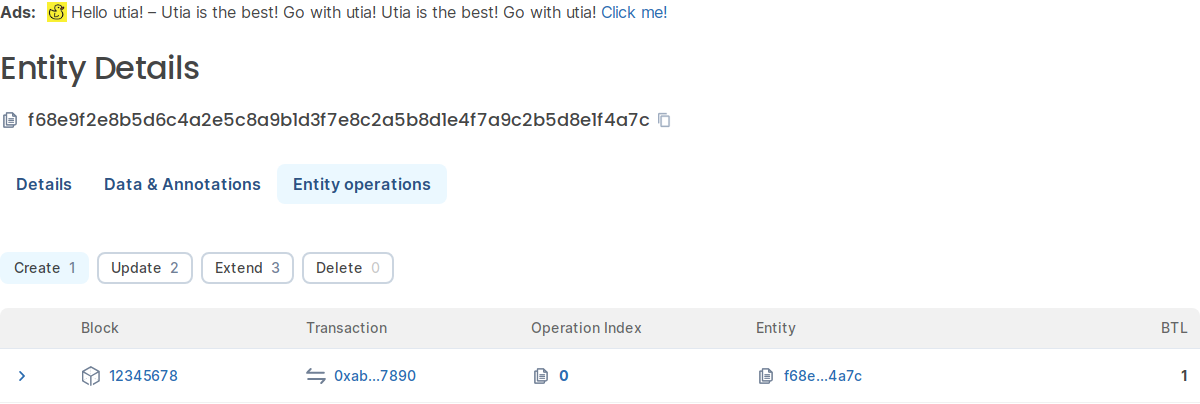 Ads: Hello utia! – Utia is the best! Go with utia! Utia is the best! Go with utia! Click me!
Entity Details
f68e9f2e8b5d6c4a2e5c8a9b1d3f7e8c2a5b8d1e4f7a9c2b5d8e1f4a7c
Details Data & Annotations Entity operations
Create 1 Update 2 Extend 3 Delete 0
Block Transaction Operation Index Entity BTL
12345678 0xab...7890 0 f68e...4a7c 1